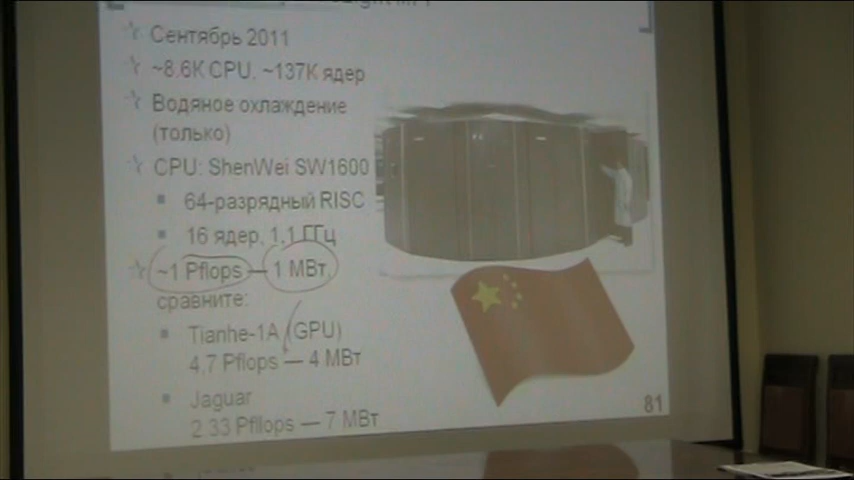 Сентябрь 2011
~8.6K CPU, ~137K ядер
Водяное охлаждение
(только)
CPU: ShenWei SW1600
64-разрядный RISC
16 ядер, 1.1 ГГц
~1 Pflops — 1 МВт,
сравните:
Tianhe-1A (GPU)
4,7 Pflops — 4 МВт
Jaguar
2.33 Pfllops — 7 МВт
81